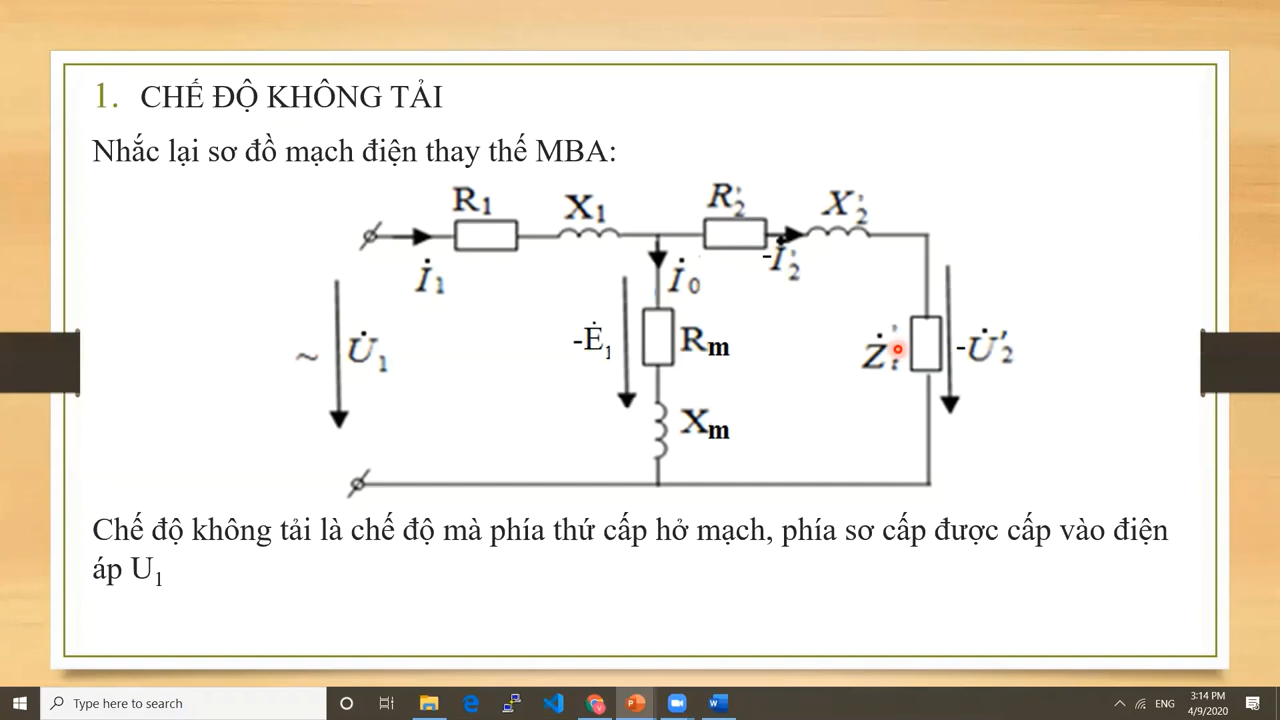 1. CHẾ ĐỘ KHÔNG TẢI
Nhắc lại sơ đồ mạch điện thay thế MBA:
R₁ X₁ R'₂ X'₂
İ₁ İ₀ -İ'₂
~ U̇₁ -Ė₁ Rₘ Ż'ₜ -U̇'₂
Xₘ
Chế độ không tải là chế độ mà phía thứ cấp hở mạch, phía sơ cấp được cấp vào điện
áp U₁
Type here to search
ENG
3:14 PM
4/9/2020